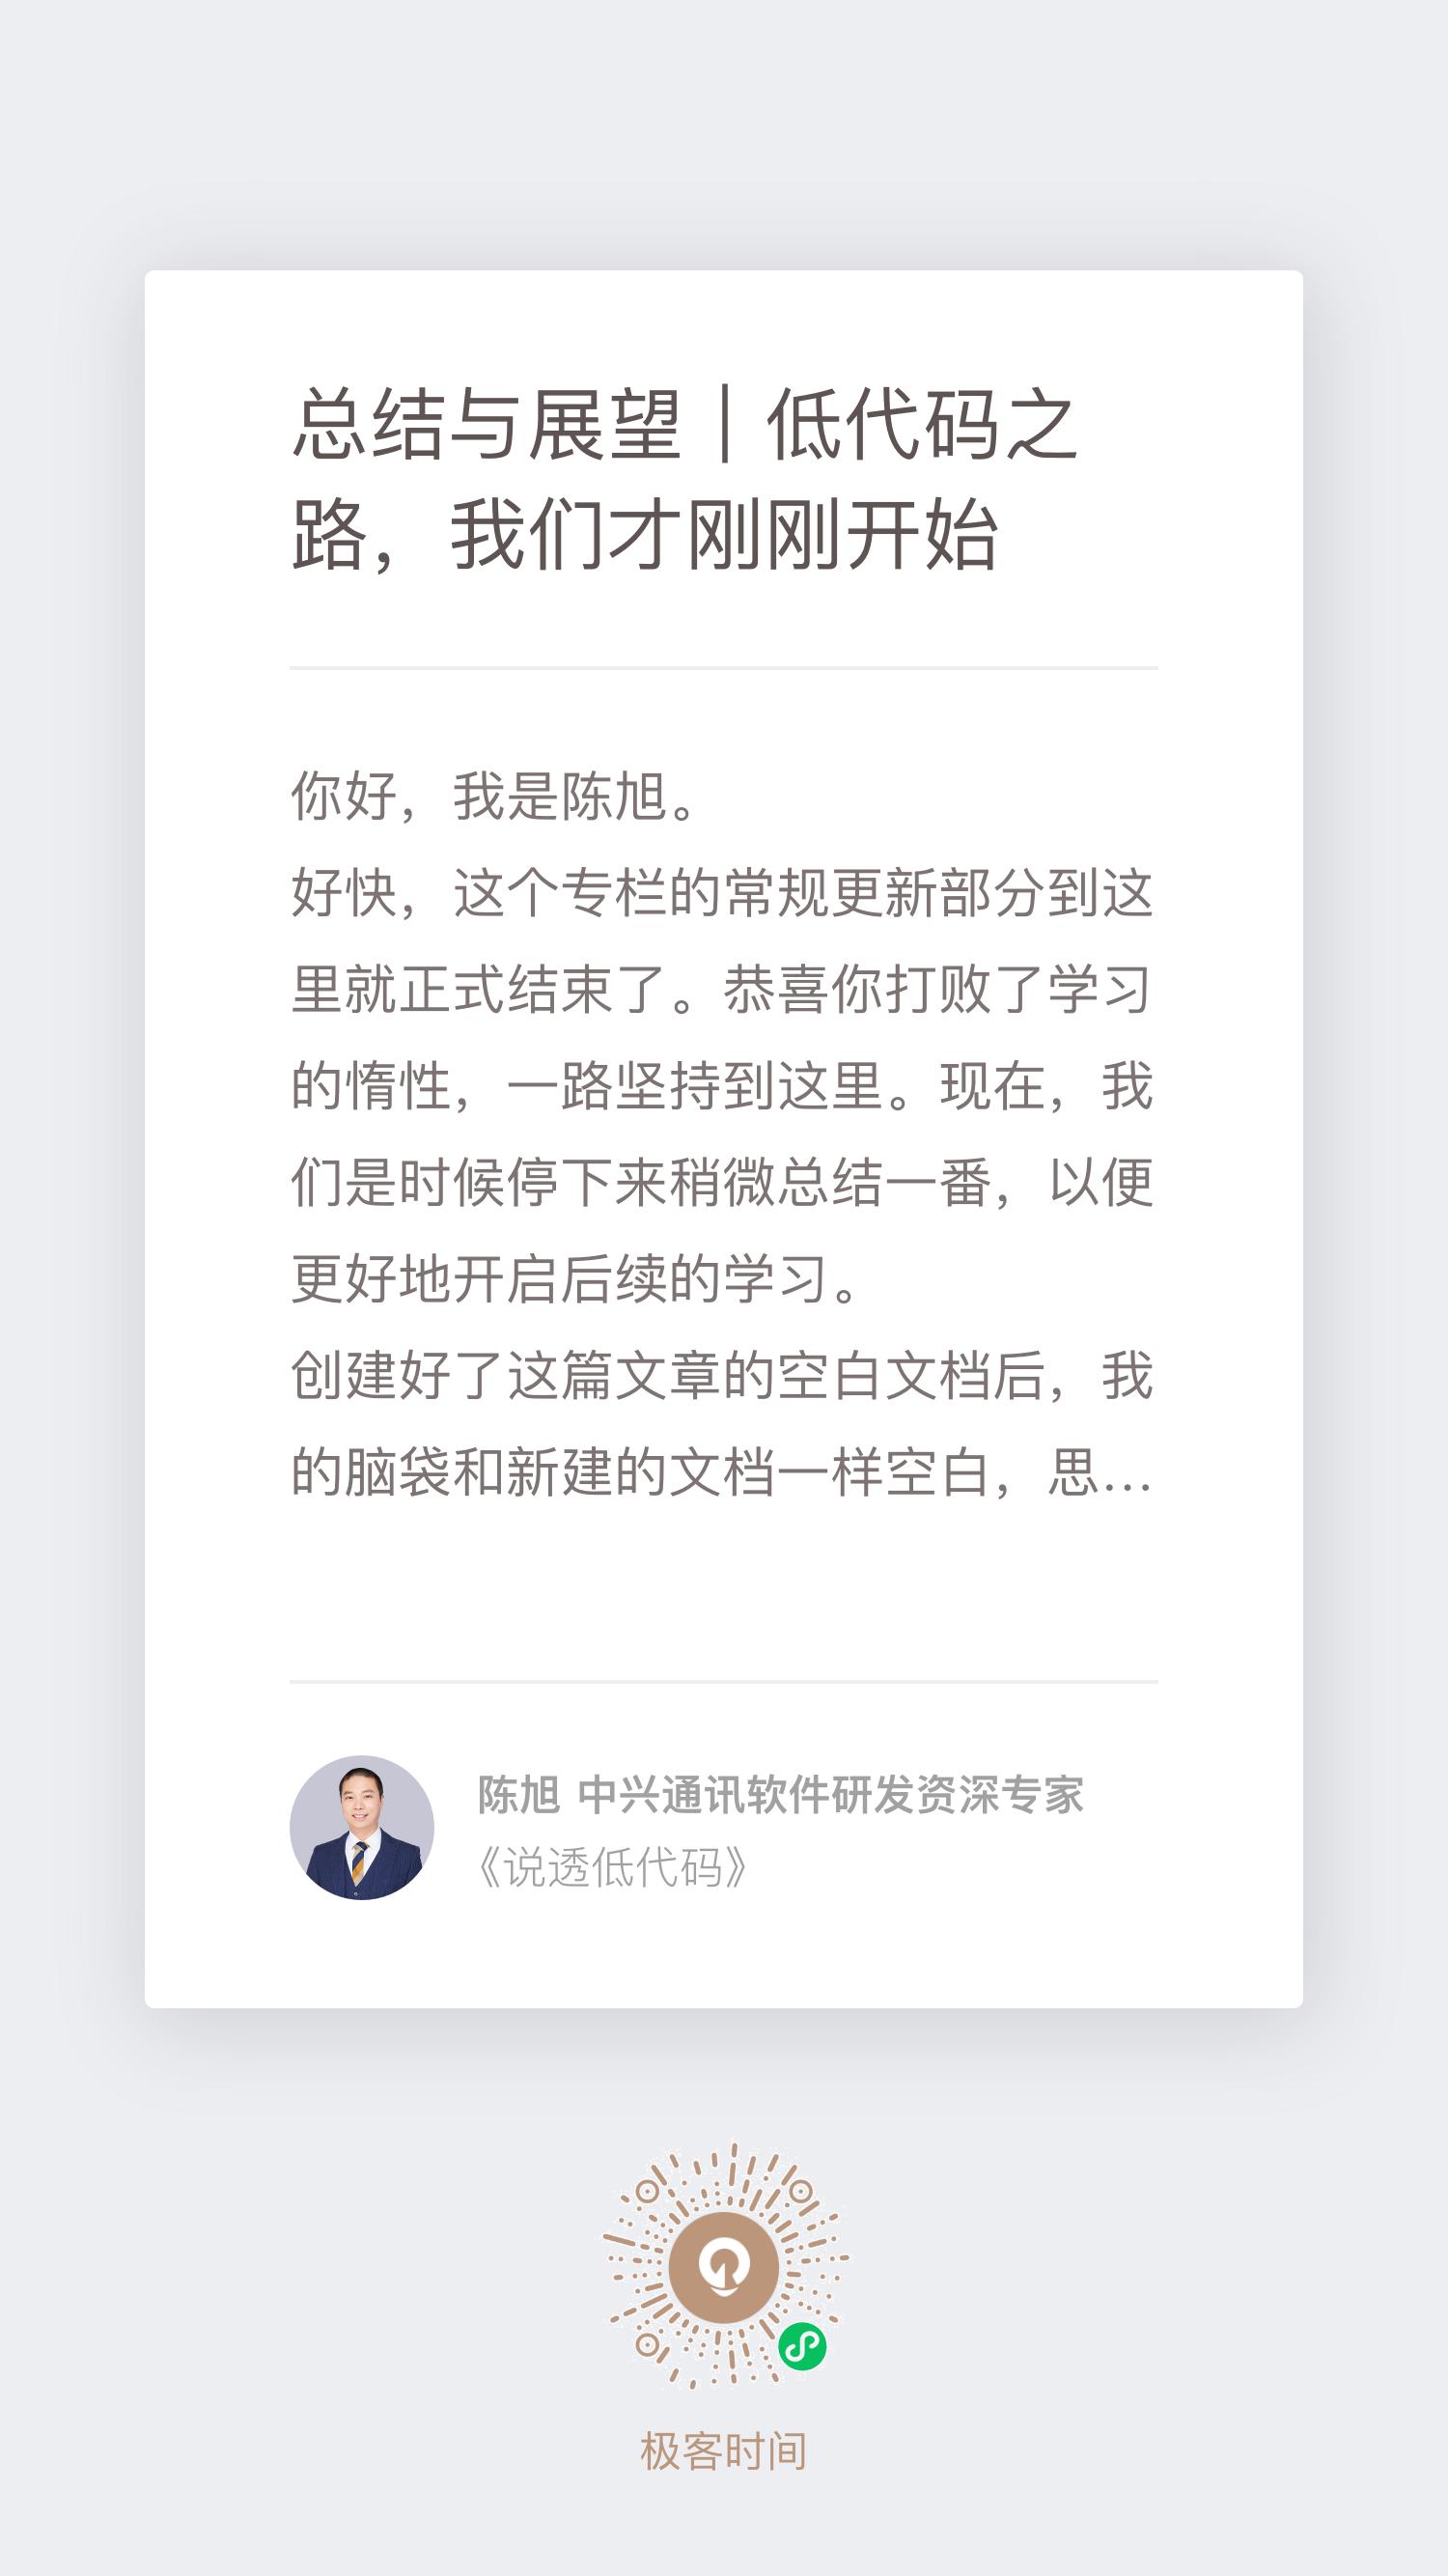 总结与展望｜低代码之
路，我们才刚刚开始
你好，我是陈旭。
好快，这个专栏的常规更新部分到这
里就正式结束了。恭喜你打败了学习
的惰性，一路坚持到这里。现在，我
们是时候停下来稍微总结一番，以便
更好地开启后续的学习。
创建好了这篇文章的空白文档后，我
的脑袋和新建的文档一样空白，思...
陈旭 中兴通讯软件研发资深专家
《说透低代码》
极客时间